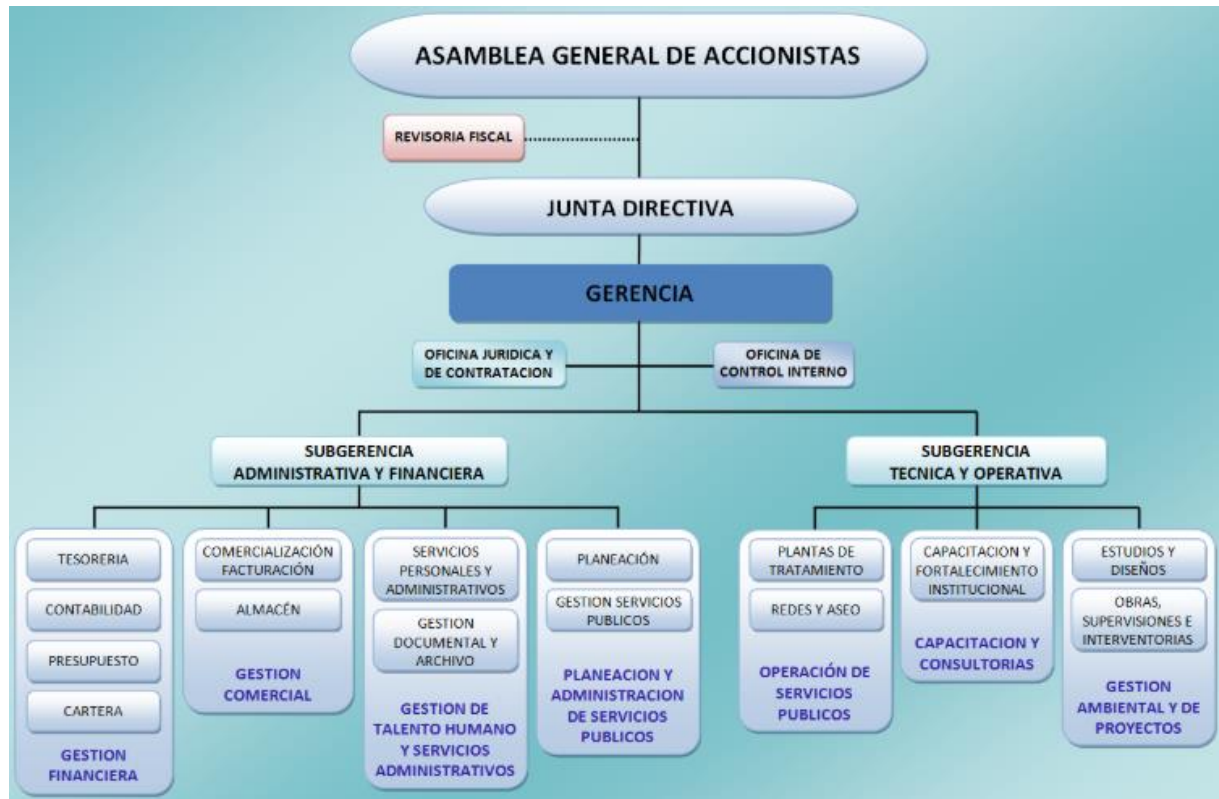 ASAMBLEA GENERAL DE ACCIONISTAS
REVISORIA FISCAL
JUNTA DIRECTIVA
GERENCIA
OFICINA JURIDICA Y
DE CONTRATACION
OFICINA DE
CONTROL INTERNO
SUBGERENCIA
ADMINISTRATIVA Y FINANCIERA
SUBGERENCIA
TECNICA Y OPERATIVA
TESORERIA
CONTABILIDAD
PRESUPUESTO
CARTERA
GESTION
FINANCIERA
COMERCIALIZACIÓN
FACTURACIÓN
ALMACÉN
GESTION
COMERCIAL
SERVICIOS
PERSONALES Y
ADMINISTRATIVOS
GESTION
DOCUMENTAL Y
ARCHIVO
GESTION DE
TALENTO HUMANO
Y SERVICIOS
ADMINISTRATIVOS
PLANEACIÓN
GESTION SERVICIOS
PUBLICOS
PLANEACION Y
ADMINISTRACION
DE SERVICIOS
PUBLICOS
PLANTAS DE
TRATAMIENTO
REDES Y ASEO
OPERACIÓN DE
SERVICIOS
PUBLICOS
CAPACITACION Y
FORTALECIMIENTO
INSTITUCIONAL
CAPACITACION Y
CONSULTORIAS
ESTUDIOS Y
DISEÑOS
OBRAS,
SUPERVISIONES E
INTERVENTORIAS
GESTION
AMBIENTAL Y DE
PROYECTOS